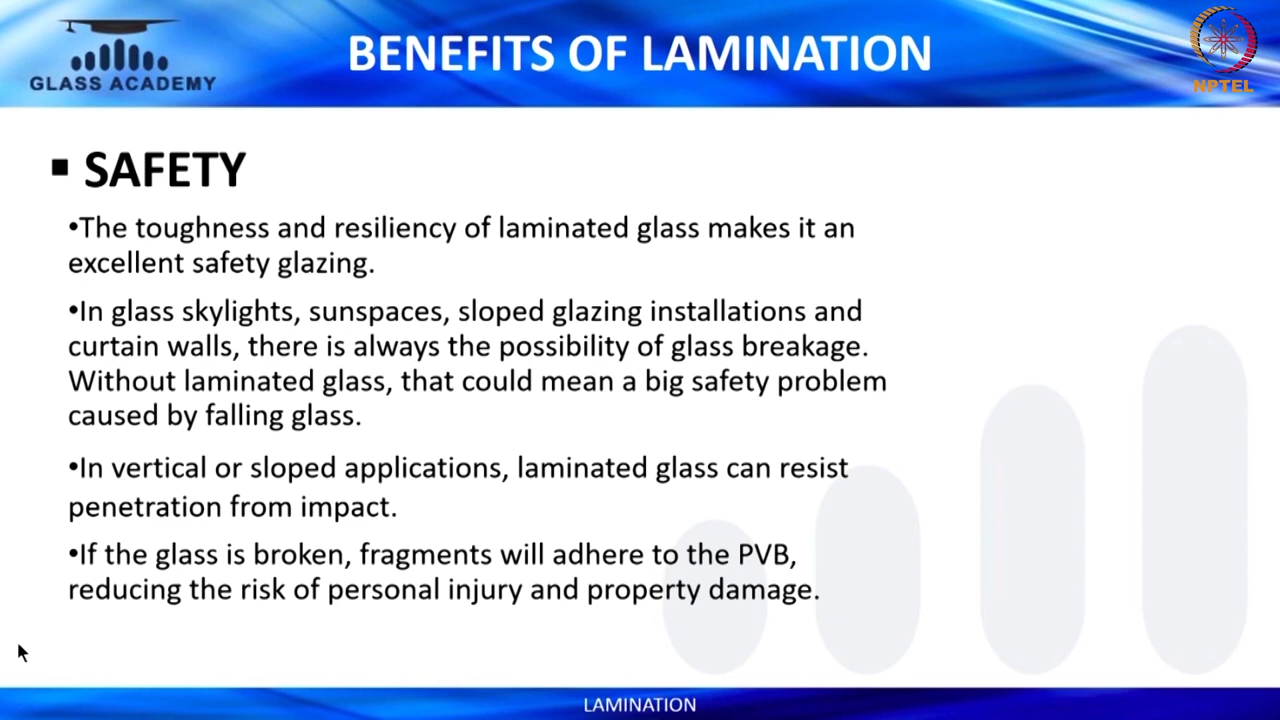 GLASS ACADEMY
BENEFITS OF LAMINATION
NPTEL
▪ SAFETY
•The toughness and resiliency of laminated glass makes it an
excellent safety glazing.
•In glass skylights, sunspaces, sloped glazing installations and
curtain walls, there is always the possibility of glass breakage.
Without laminated glass, that could mean a big safety problem
caused by falling glass.
•In vertical or sloped applications, laminated glass can resist
penetration from impact.
•If the glass is broken, fragments will adhere to the PVB,
reducing the risk of personal injury and property damage.
LAMINATION